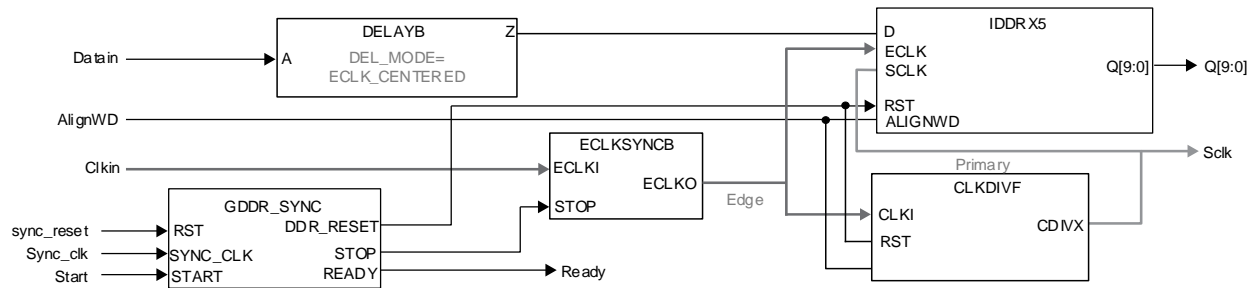 DELAYB
Z
Datain
A
DEL_MODE=
ECLK_CENTERED
IDDRX5
D
ECLK
SCLK
Q[9:0]
Q[9:0]
RST
ALIGNWD
AlignWD
Clkin
ECLKSYNCB
ECLKI
ECLKO
STOP
Edge
Primary
Sclk
CLKDIVF
CLKI
CDIVX
RST
GDDR_SYNC
DDR_RESET
sync_reset
RST
Sync_clk
SYNC_CLK
STOP
Start
START
READY
Ready